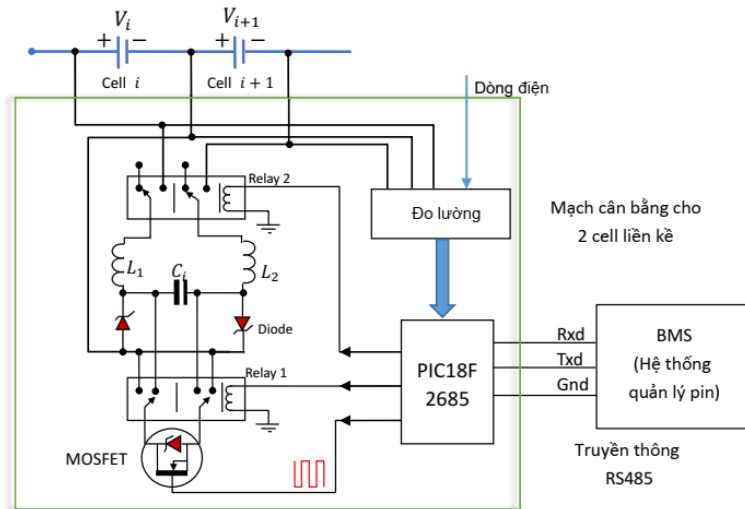 V_i
V_{i+1}
+ − + −
Cell i
Cell i + 1
Dòng điện
Relay 2
Đo lường
Mạch cân bằng cho
2 cell liền kề
L_1
C_i
L_2
Diode
PIC18F
2685
Rxd
Txd
Gnd
BMS
(Hệ thống
quản lý pin)
Relay 1
MOSFET
Truyền thông
RS485